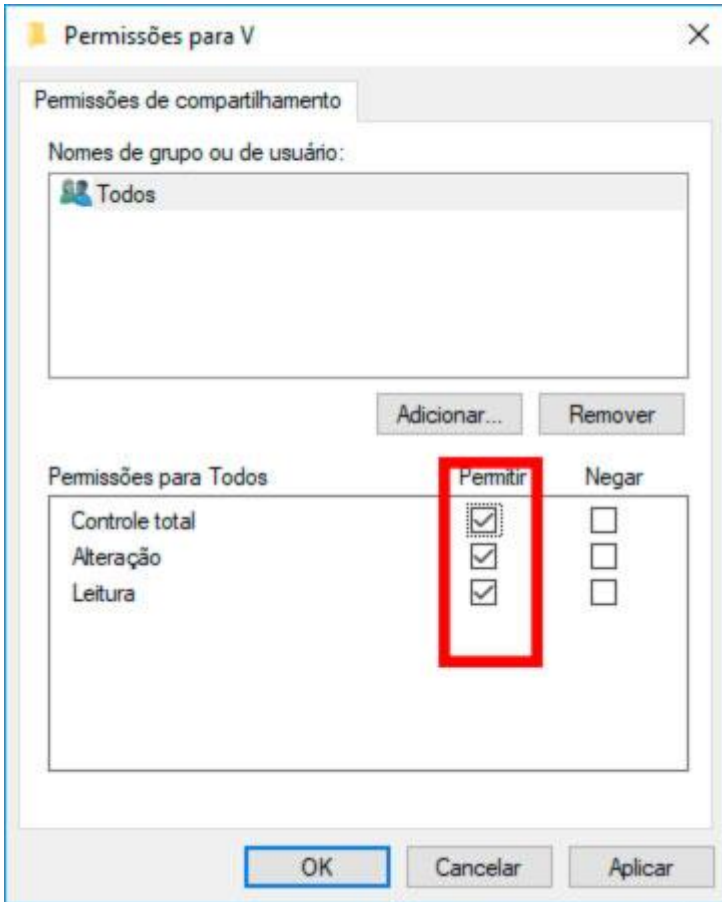 Permissões para V
Permissões de compartilhamento
Nomes de grupo ou de usuário:
Todos
Adicionar... Remover
Permissões para Todos Permitir Negar
Controle total
Alteração
Leitura
OK Cancelar Aplicar